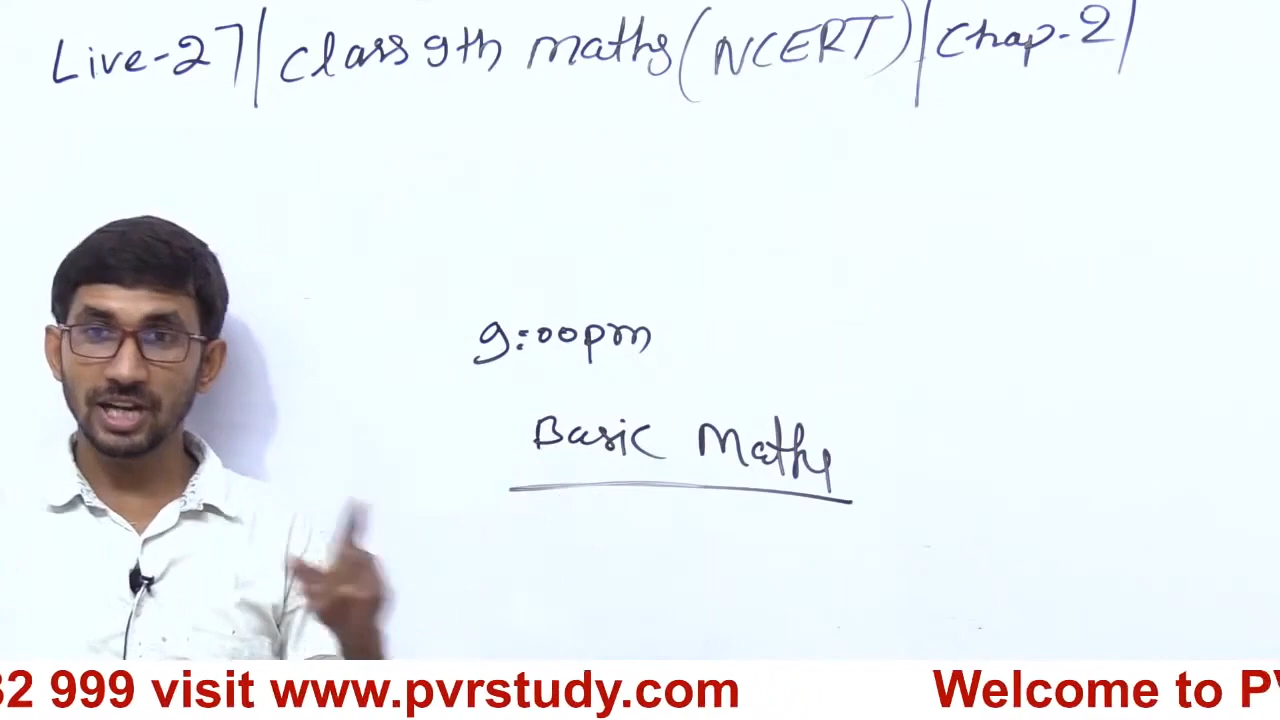 Live-27| Class 9th maths (NCERT)| Chap-2|
9:00pm
Basic Maths
32 999 visit www.pvrstudy.com Welcome to PV